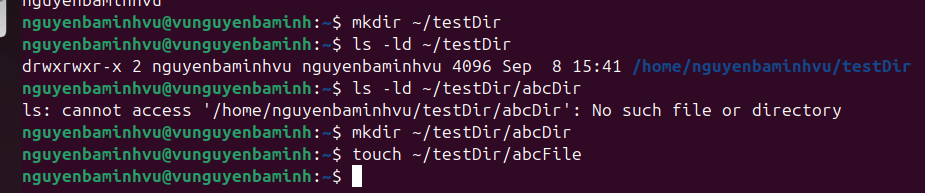 nguyenbaminhvu
nguyenbaminhvu@vunguyenbaminh:~$ mkdir ~/testDir
nguyenbaminhvu@vunguyenbaminh:~$ ls -ld ~/testDir
drwxrwxr-x 2 nguyenbaminhvu nguyenbaminhvu 4096 Sep  8 15:41 /home/nguyenbaminhvu/testDir
nguyenbaminhvu@vunguyenbaminh:~$ ls -ld ~/testDir/abcDir
ls: cannot access '/home/nguyenbaminhvu/testDir/abcDir': No such file or directory
nguyenbaminhvu@vunguyenbaminh:~$ mkdir ~/testDir/abcDir
nguyenbaminhvu@vunguyenbaminh:~$ touch ~/testDir/abcFile
nguyenbaminhvu@vunguyenbaminh:~$